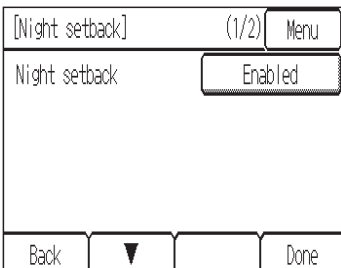 [Night setback] (1/2) Menu
Night setback Enabled
Back ▼ Done